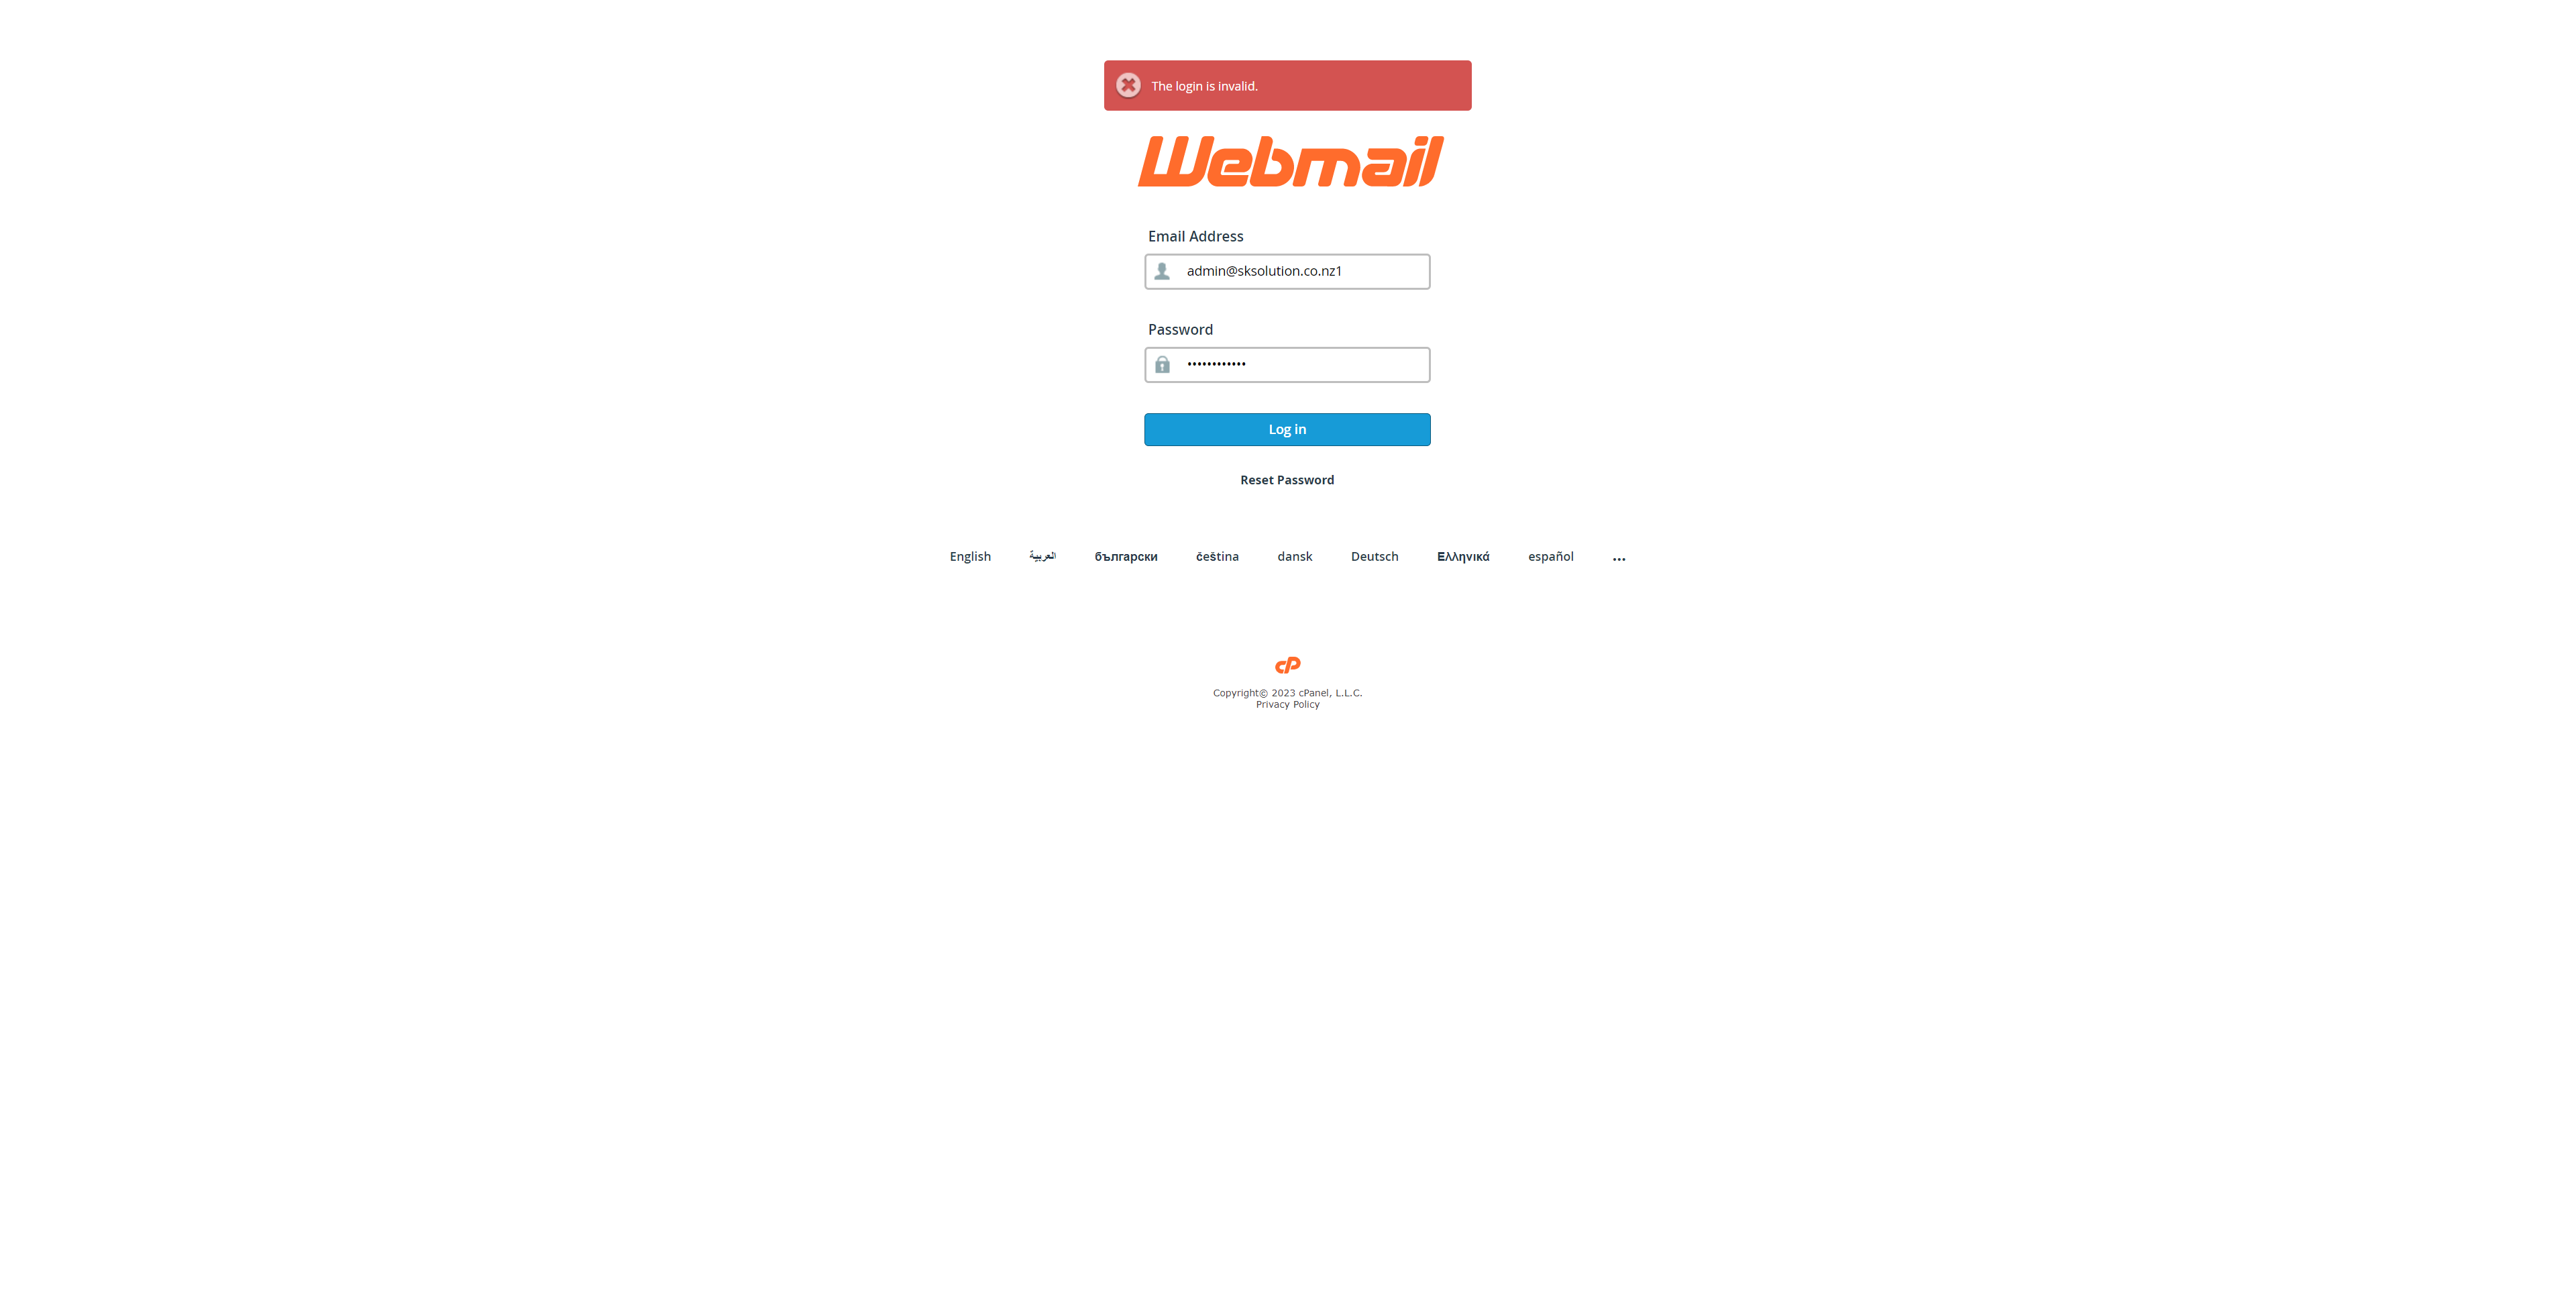 The login is invalid.
Webmail
Email Address
admin@sksolution.co.nz1
Password
••••••••••••
Log in
Reset Password
English العربية български čeština dansk Deutsch Ελληνικά español ...
cP
Copyright© 2023 cPanel, L.L.C.
Privacy Policy